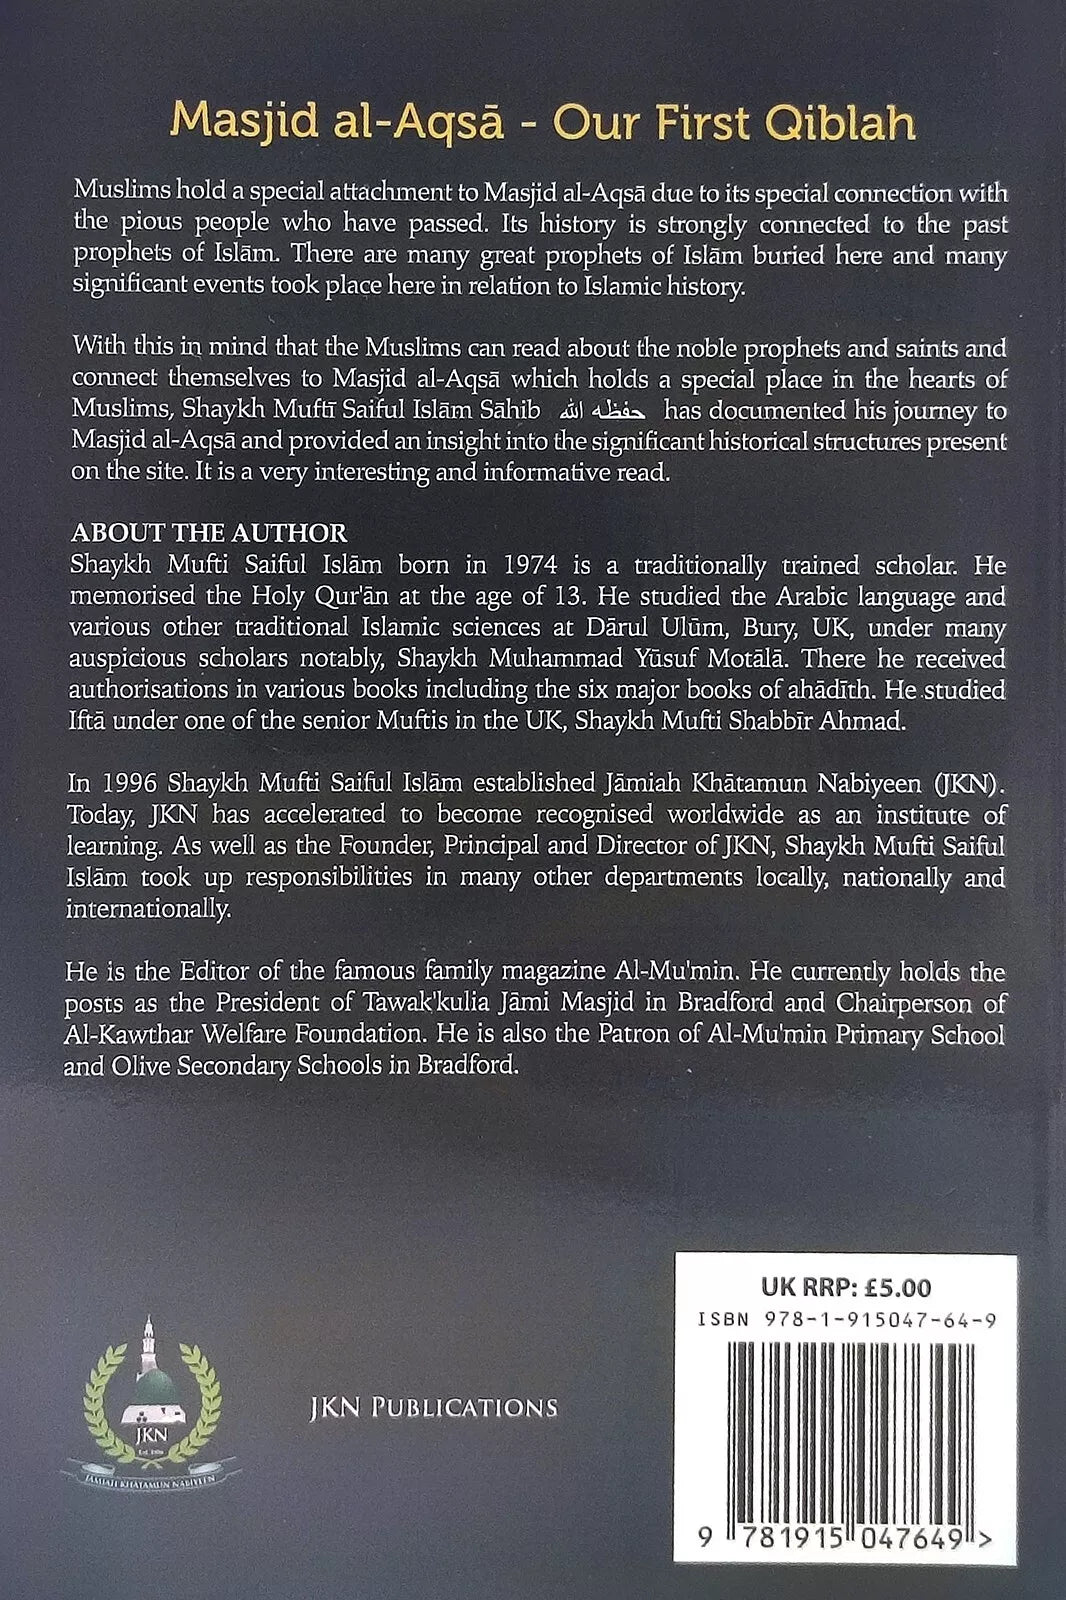 Masjid al-Aqsā - Our First Qiblah
Muslims hold a special attachment to Masjid al-Aqsā due to its special connection with
the pious people who have passed. Its history is strongly connected to the past
prophets of Islām. There are many great prophets of Islām buried here and many
significant events took place here in relation to Islamic history.
With this in mind that the Muslims can read about the noble prophets and saints and
connect themselves to Masjid al-Aqsā which holds a special place in the hearts of
Muslims, Shaykh Muftī Saiful Islām Sāhib حفظه الله has documented his journey to
Masjid al-Aqsā and provided an insight into the significant historical structures present
on the site. It is a very interesting and informative read.
ABOUT THE AUTHOR
Shaykh Mufti Saiful Islām born in 1974 is a traditionally trained scholar. He
memorised the Holy Qur'ān at the age of 13. He studied the Arabic language and
various other traditional Islamic sciences at Dārul Ulūm, Bury, UK, under many
auspicious scholars notably, Shaykh Muhammad Yūsuf Motālā. There he received
authorisations in various books including the six major books of ahādīth. He studied
Iftā under one of the senior Muftis in the UK, Shaykh Mufti Shabbīr Ahmad.
In 1996 Shaykh Mufti Saiful Islām established Jāmiah Khātamun Nabiyeen (JKN).
Today, JKN has accelerated to become recognised worldwide as an institute of
learning. As well as the Founder, Principal and Director of JKN, Shaykh Mufti Saiful
Islām took up responsibilities in many other departments locally, nationally and
internationally.
He is the Editor of the famous family magazine Al-Mu'min. He currently holds the
posts as the President of Tawak'kulia Jāmi Masjid in Bradford and Chairperson of
Al-Kawthar Welfare Foundation. He is also the Patron of Al-Mu'min Primary School
and Olive Secondary Schools in Bradford.
UK RRP: £5.00
ISBN 978-1-915047-64-9
9 781915 047649 >
JKN
Est. 1996
JAMIAH KHATAMUN NABIYEEN
JKN PUBLICATIONS